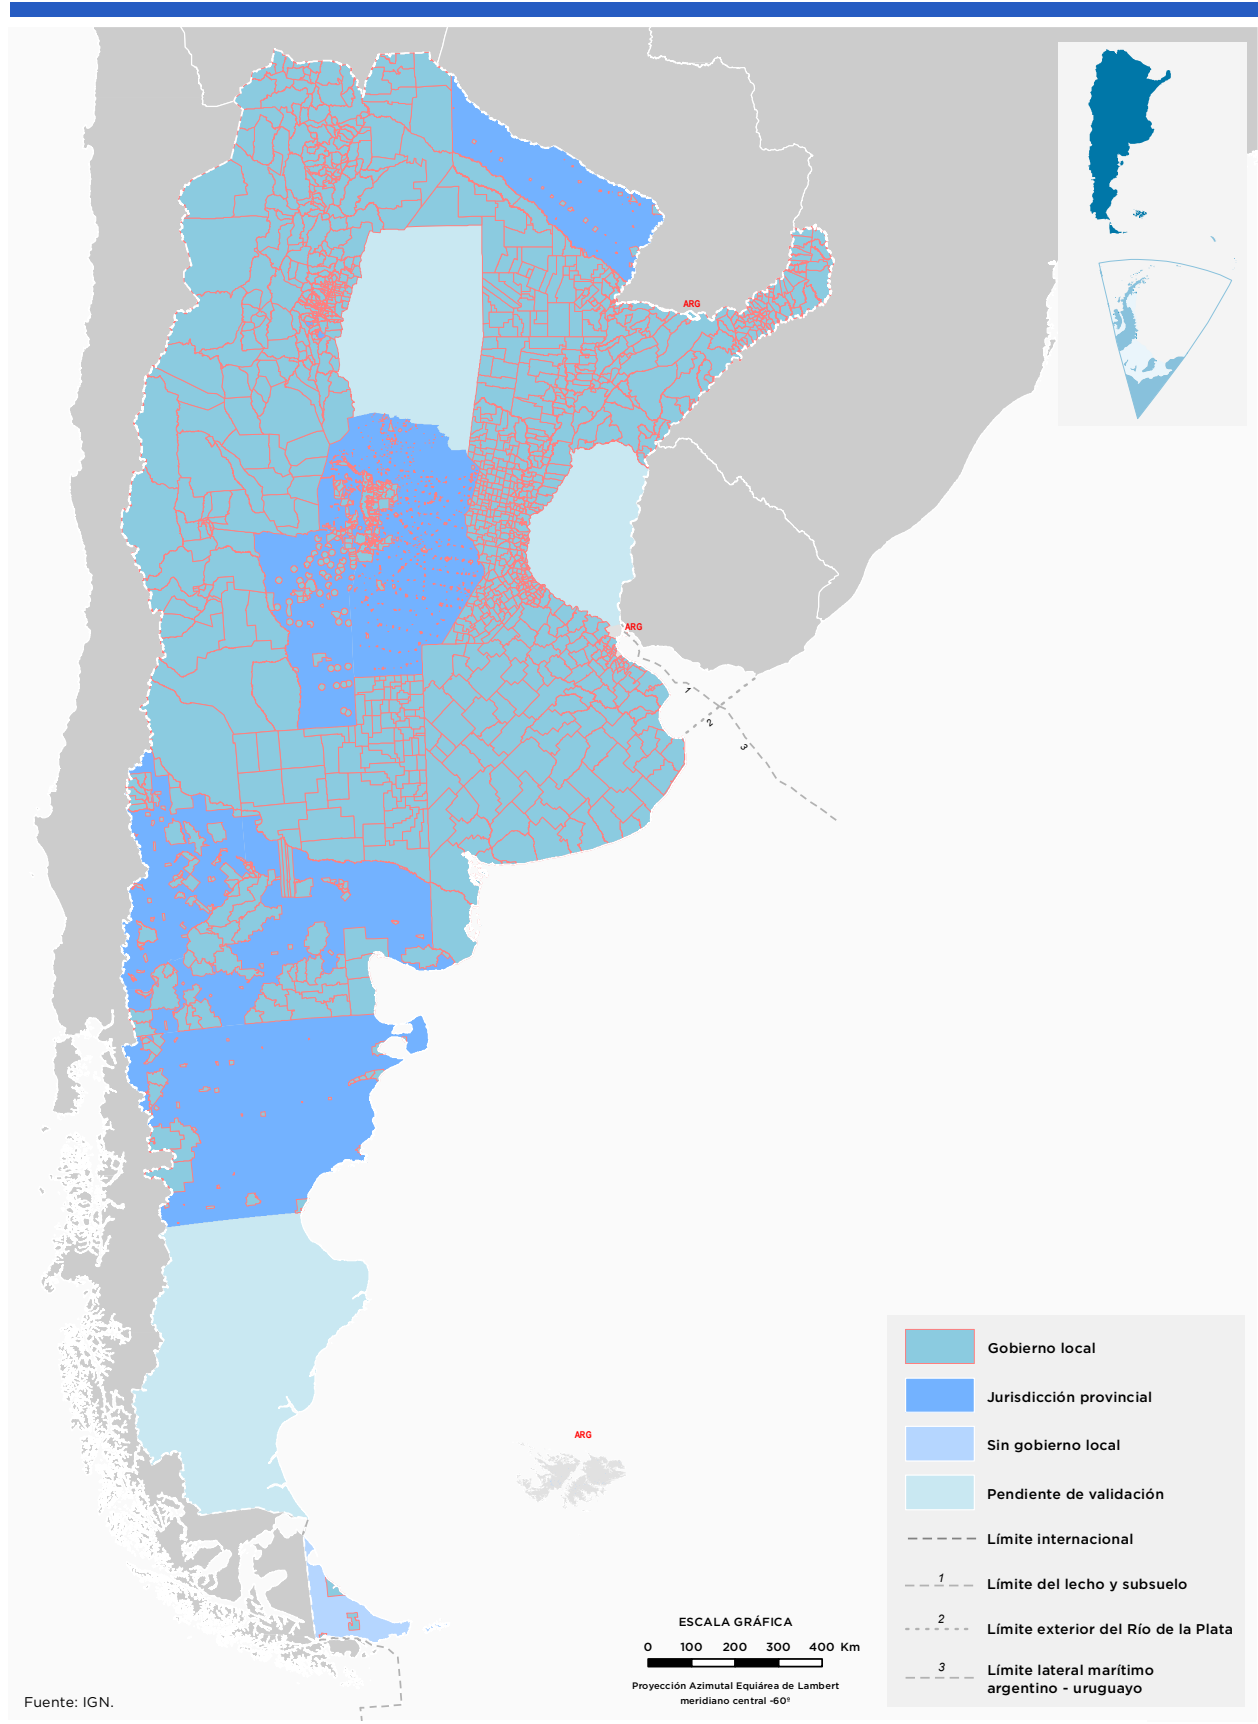 ARG
ARG
1
2
3
ARG
Gobierno local
Jurisdicción provincial
Sin gobierno local
Pendiente de validación
Límite internacional
1
Límite del lecho y subsuelo
2
Límite exterior del Río de la Plata
3
Límite lateral marítimo
argentino - uruguayo
ESCALA GRÁFICA
0 100 200 300 400 Km
Proyección Azimutal Equiárea de Lambert
meridiano central -60º
Fuente: IGN.